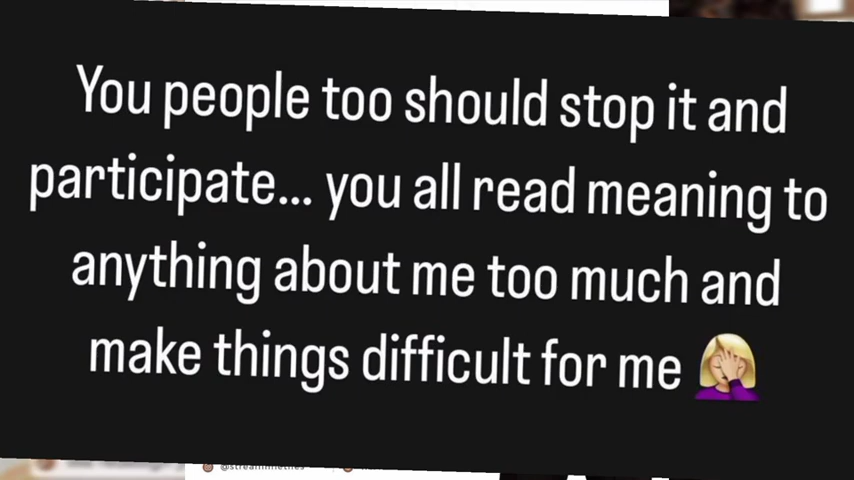 You people too should stop it and
participate... you all read meaning to
anything about me too much and
make things difficult for me 🤦🏼‍♀️